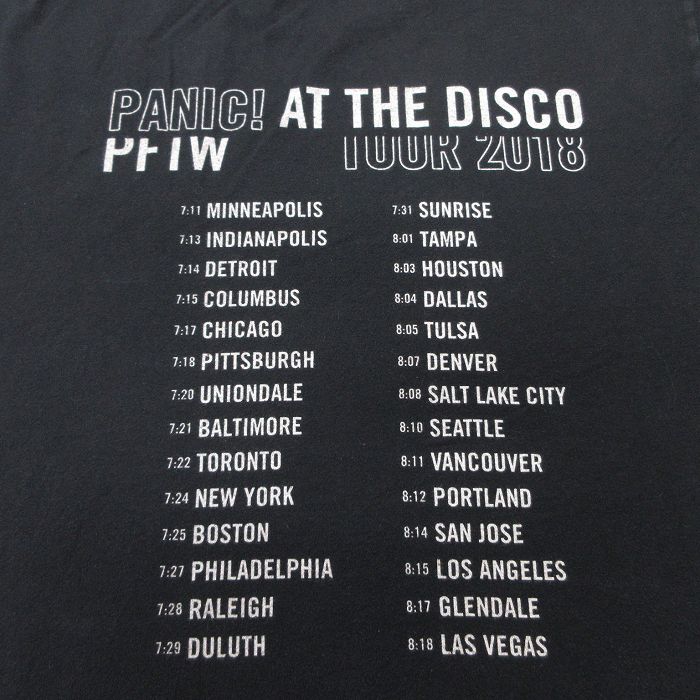 PANIC! AT THE DISCO
PFTW TOUR 2018
7:11 MINNEAPOLIS
7:13 INDIANAPOLIS
7:14 DETROIT
7:15 COLUMBUS
7:17 CHICAGO
7:18 PITTSBURGH
7:20 UNIONDALE
7:21 BALTIMORE
7:22 TORONTO
7:24 NEW YORK
7:25 BOSTON
7:27 PHILADELPHIA
7:28 RALEIGH
7:29 DULUTH
7:31 SUNRISE
8:01 TAMPA
8:03 HOUSTON
8:04 DALLAS
8:05 TULSA
8:07 DENVER
8:08 SALT LAKE CITY
8:10 SEATTLE
8:11 VANCOUVER
8:12 PORTLAND
8:14 SAN JOSE
8:15 LOS ANGELES
8:17 GLENDALE
8:18 LAS VEGAS